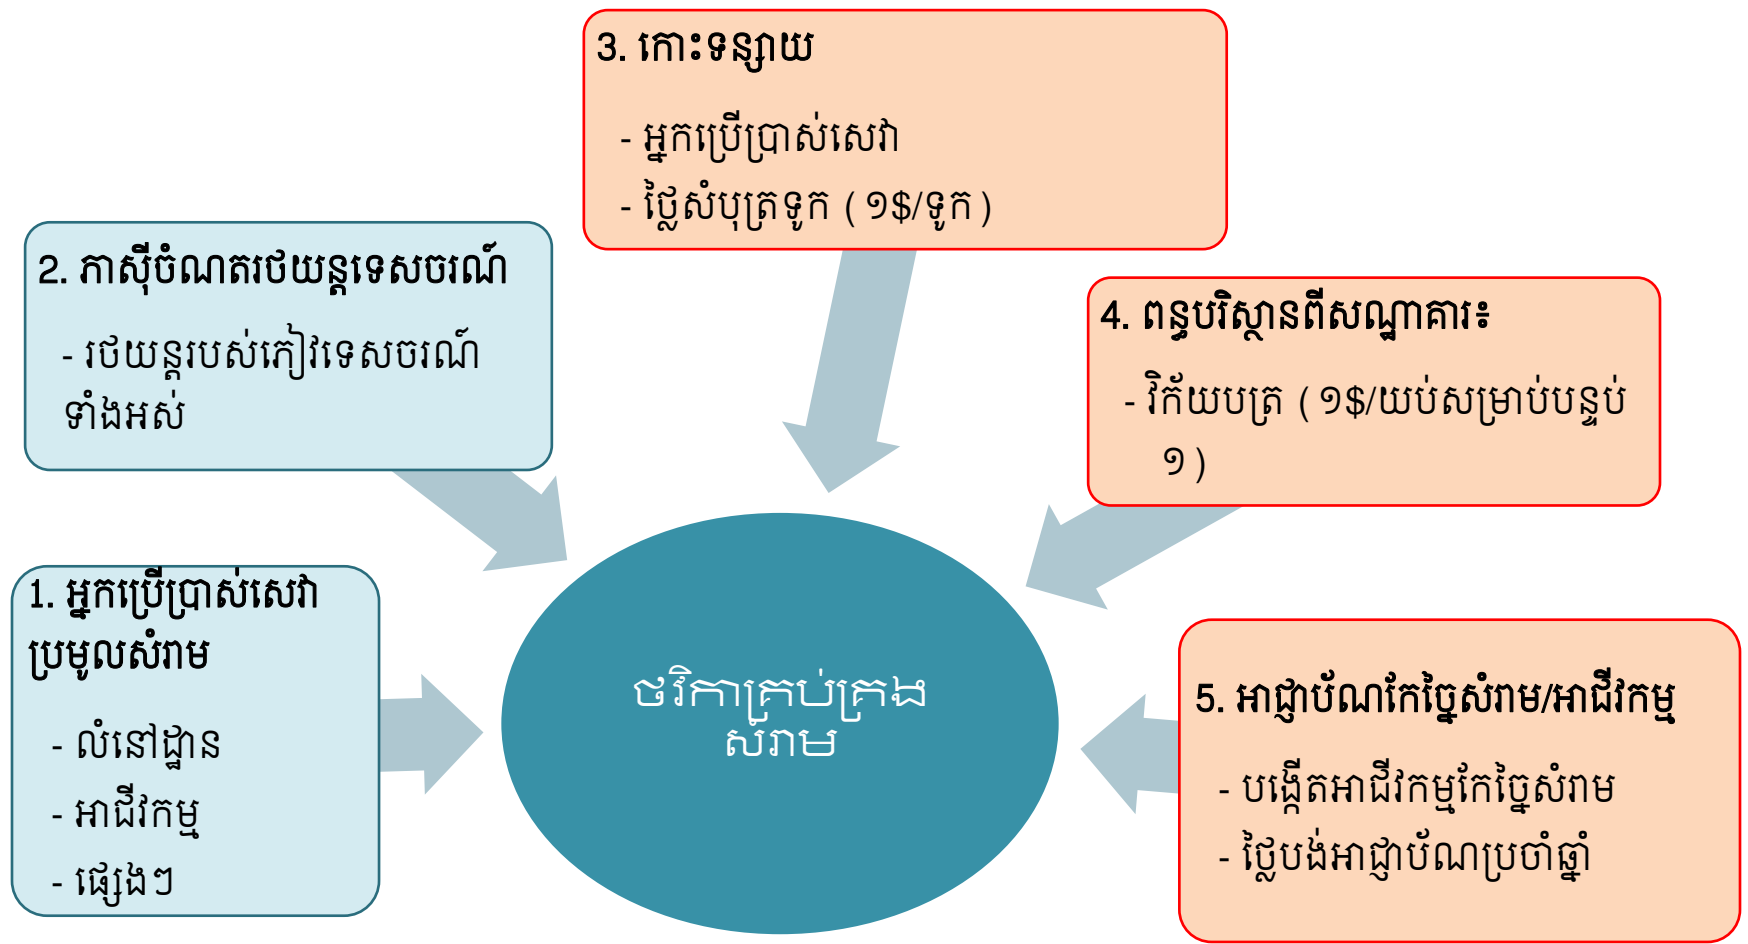 3. កោះទន្សាយ
- អ្នកប្រើប្រាស់សេវា
- ថ្លៃសំបុត្រទូក (១$/ទូក)
2. ភាស៊ីចំណតរថយន្តទេសចរណ៍
- រថយន្តរបស់ភៀវទេសចរណ៍
ទាំងអស់
4. ពន្ធបរិស្ថានពីសណ្ឋាគារ៖
- វិក័យបត្រ (១$/យប់សម្រាប់បន្ទប់
១)
1. អ្នកប្រើប្រាស់សេវា
ប្រមូលសំរាម
- លំនៅដ្ឋាន
- អាជីវកម្ម
- ផ្សេងៗ
ថវិកាគ្រប់គ្រង
សំរាម
5. អាជ្ញាប័ណកែច្នៃសំរាម/អាជីវកម្ម
- បង្កើតអាជីវកម្មកែច្នៃសំរាម
- ថ្លៃបង់អាជ្ញាប័ណប្រចាំឆ្នាំ